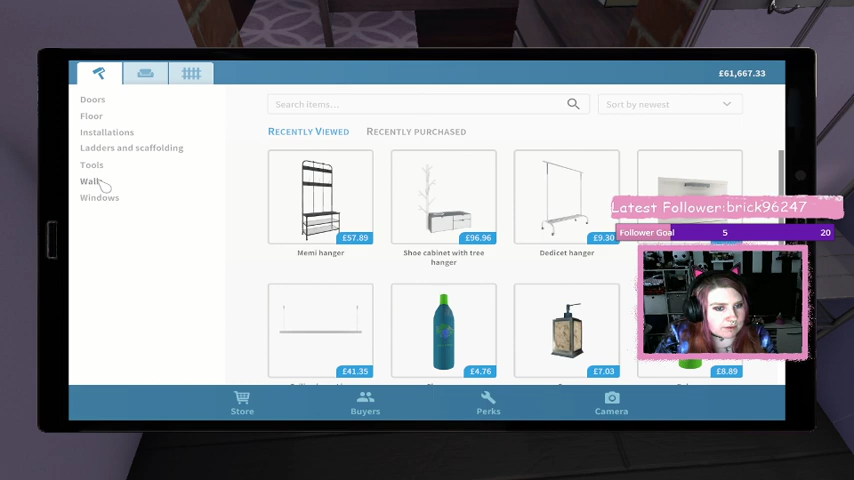 £61,667.33
Doors
Floor
Installations
Ladders and scaffolding
Tools
Wall
Windows
Search items...
Sort by newest
RECENTLY VIEWED
RECENTLY PURCHASED
£57.89
£96.96
£9.30
Memi hanger
Shoe cabinet with tree hanger
Dedicet hanger
Latest Follower:brick96247
Follower Goal 5 20
£41.35
£4.76
£7.03
£8.89
Store
Buyers
Perks
Camera